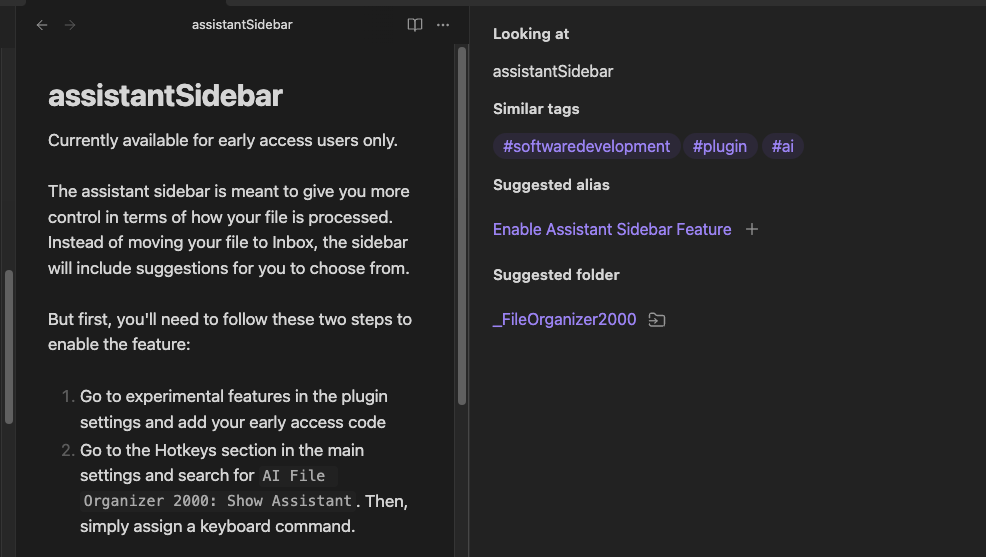 assistantSidebar
assistantSidebar
Currently available for early access users only.
The assistant sidebar is meant to give you more
control in terms of how your file is processed.
Instead of moving your file to Inbox, the sidebar
will include suggestions for you to choose from.
But first, you'll need to follow these two steps to
enable the feature:
1. Go to experimental features in the plugin
settings and add your early access code
2. Go to the Hotkeys section in the main
settings and search for AI File
Organizer 2000: Show Assistant. Then,
simply assign a keyboard command.
Looking at
assistantSidebar
Similar tags
#softwaredevelopment #plugin #ai
Suggested alias
Enable Assistant Sidebar Feature
Suggested folder
_FileOrganizer2000